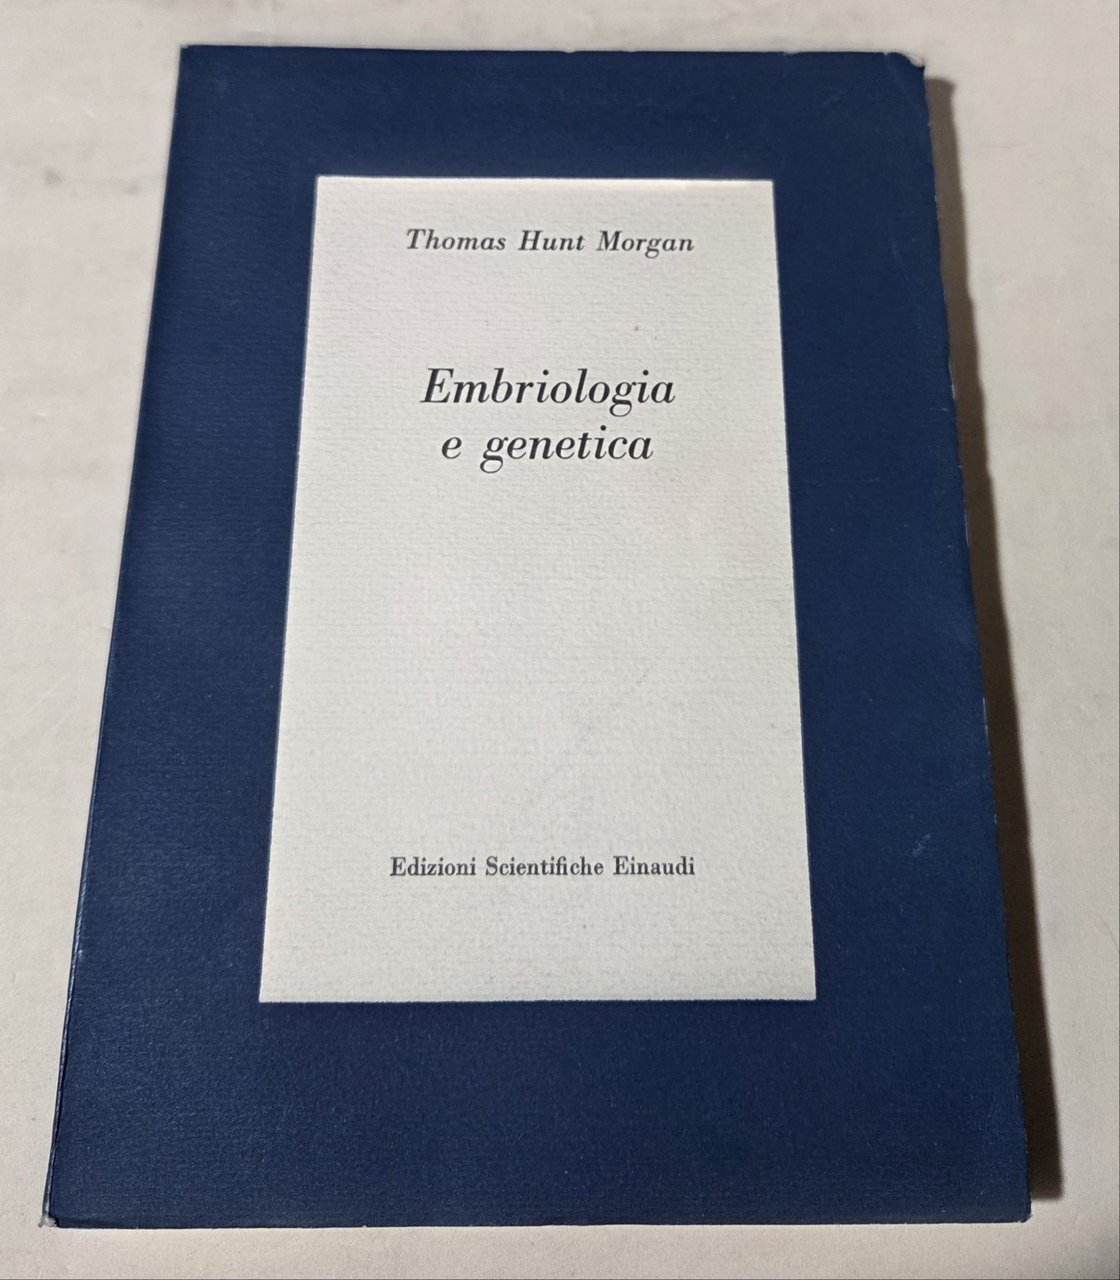 Thomas Hunt Morgan
Embriologia
e genetica
Edizioni Scientifiche Einaudi